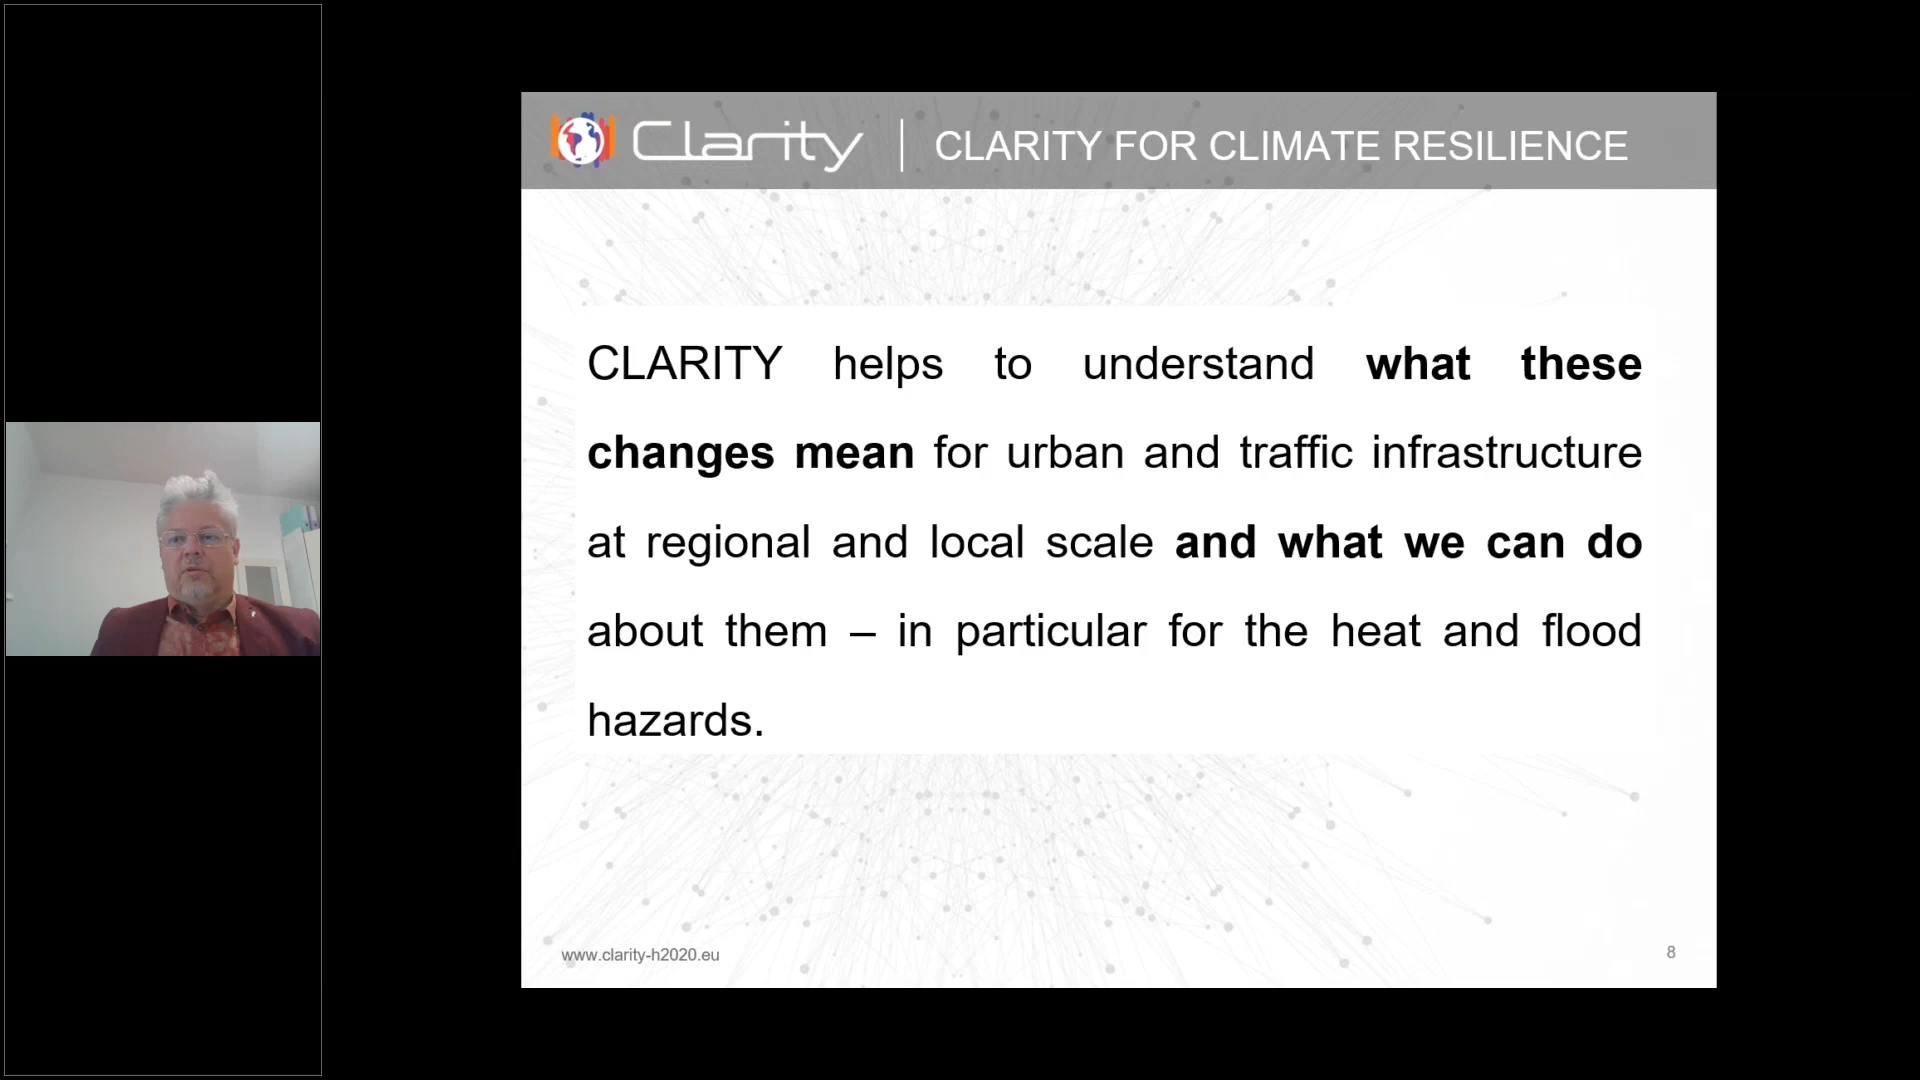 Clarity | CLARITY FOR CLIMATE RESILIENCE
CLARITY helps to understand what these
changes mean for urban and traffic infrastructure
at regional and local scale and what we can do
about them – in particular for the heat and flood
hazards.
www.clarity-h2020.eu
8